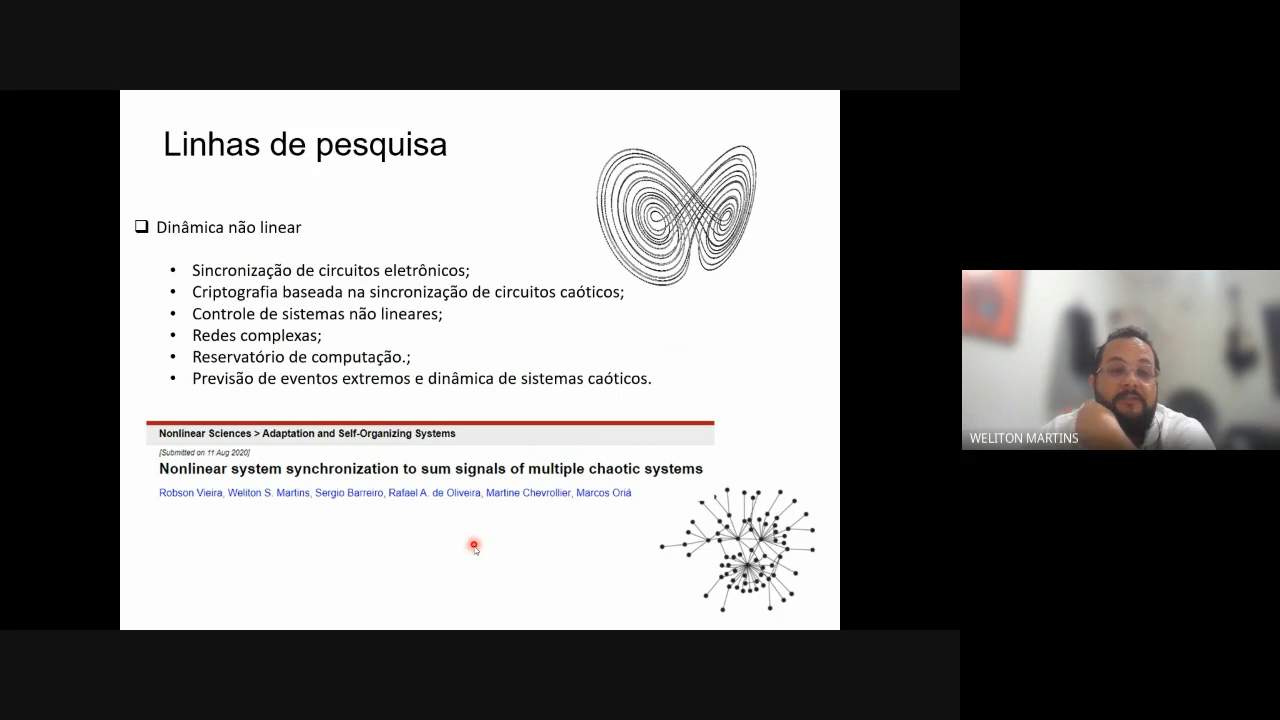 Linhas de pesquisa
❑ Dinâmica não linear
• Sincronização de circuitos eletrônicos;
• Criptografia baseada na sincronização de circuitos caóticos;
• Controle de sistemas não lineares;
• Redes complexas;
• Reservatório de computação.;
• Previsão de eventos extremos e dinâmica de sistemas caóticos.
Nonlinear Sciences > Adaptation and Self-Organizing Systems
[Submitted on 11 Aug 2020]
Nonlinear system synchronization to sum signals of multiple chaotic systems
Robson Vieira, Weliton S. Martins, Sergio Barreiro, Rafael A. de Oliveira, Martine Chevrollier, Marcos Oriá
WELITON MARTINS